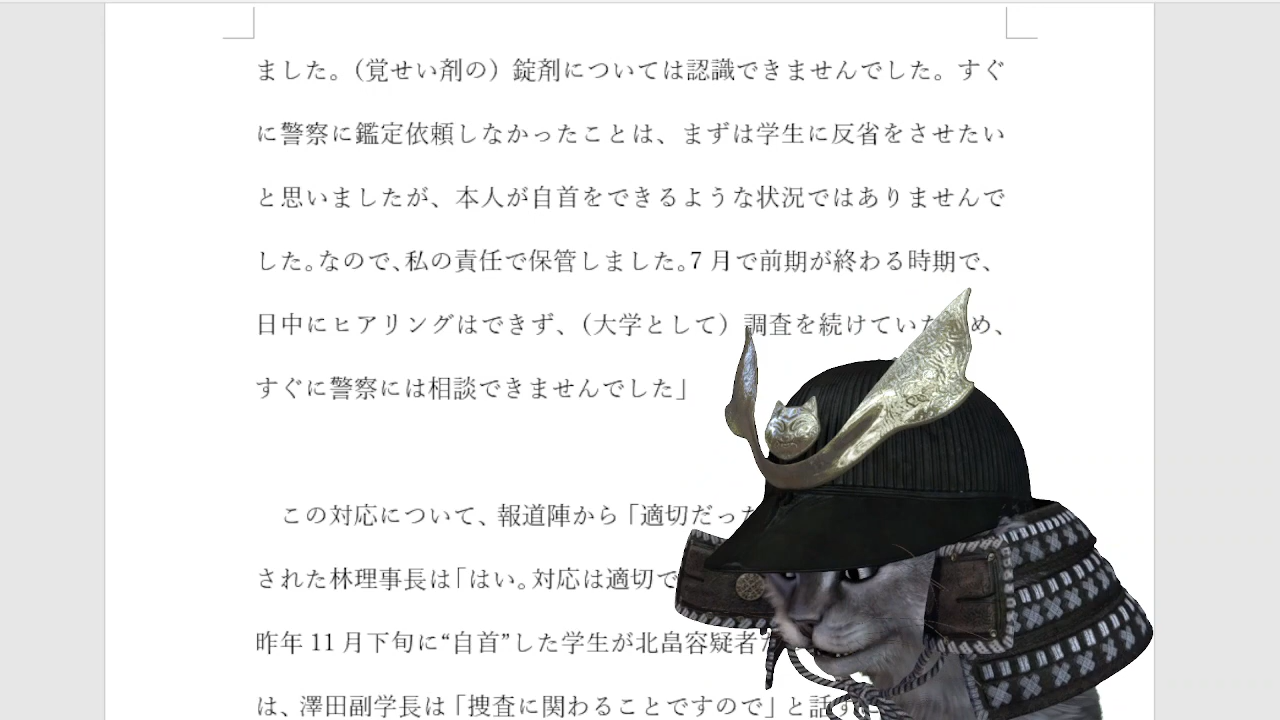 ました。（覚せい剤の）錠剤については認識できませんでした。すぐ
に警察に鑑定依頼しなかったことは、まずは学生に反省をさせたい
と思いましたが、本人が自首をできるような状況ではありませんで
した。なので、私の責任で保管しました。7 月で前期が終わる時期で、
日中にヒアリングはできず、（大学として）調査を続けていため、
すぐに警察には相談できませんでした」
この対応について、報道陣から「適切だった
された林理事長は「はい。対応は適切で
昨年 11 月下旬に“自首”した学生が北畠容疑者
は、澤田副学長は「捜査に関わることですので」と話